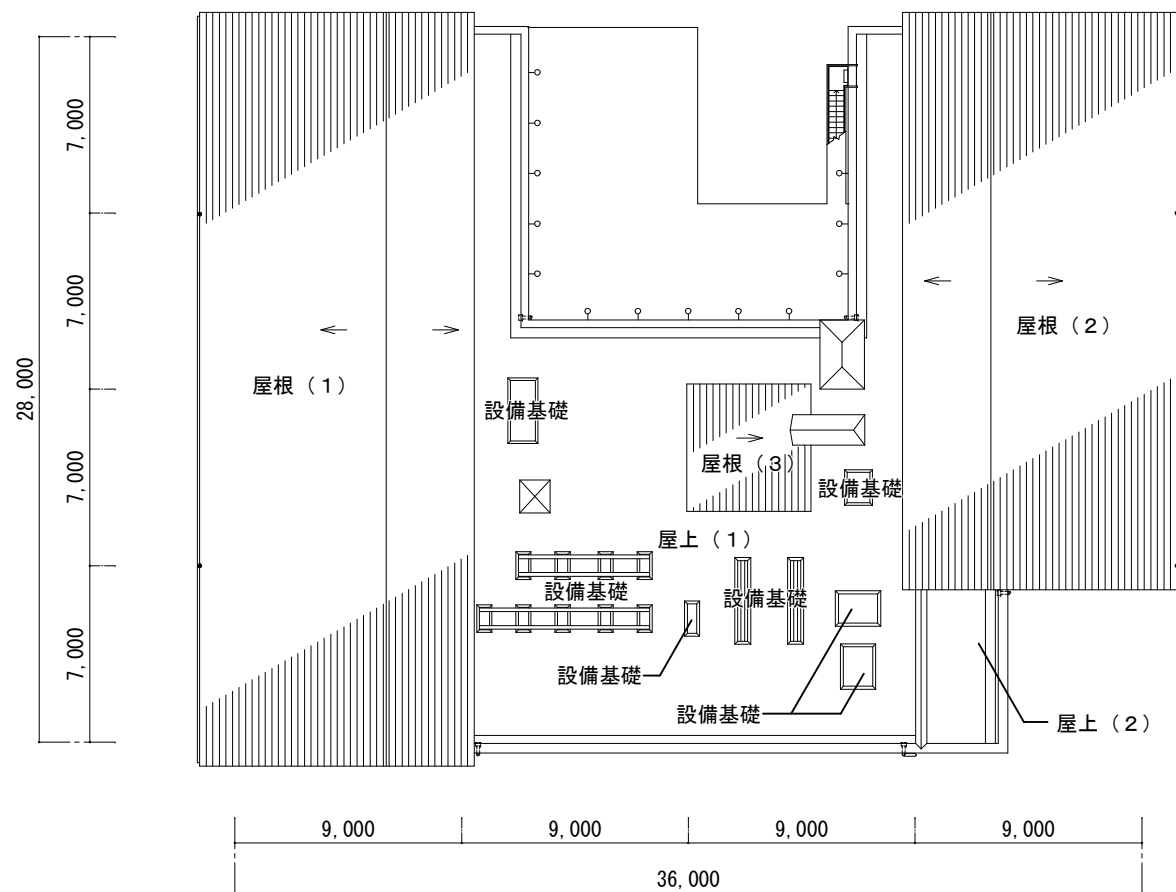 7,000
7,000
7,000
7,000
28,000
屋根（1）
屋根（2）
設備基礎
屋根（3）
設備基礎
屋上（1）
設備基礎
設備基礎
設備基礎
設備基礎
屋上（2）
9,000
9,000
9,000
9,000
36,000